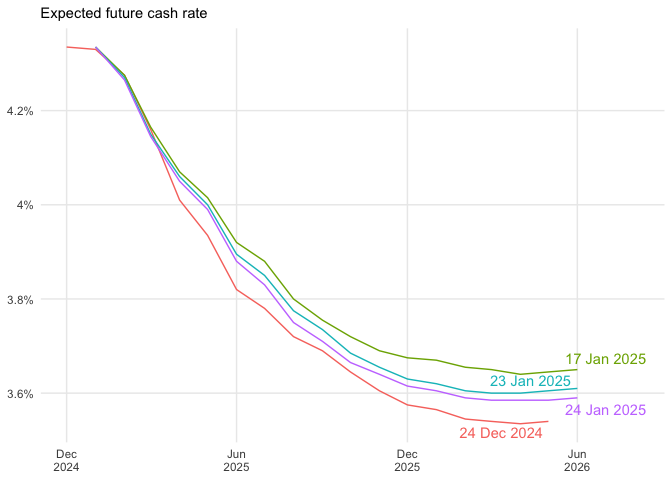 Expected future cash rate
4.2%
4%
3.8%
3.6%
17 Jan 2025
23 Jan 2025
24 Jan 2025
24 Dec 2024
Dec
2024
Jun
2025
Dec
2025
Jun
2026